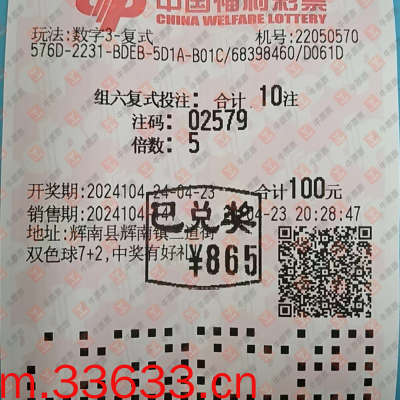 中国福利彩票
CHINA WELFARE LOTTERY
玩法:数字3-复式 机号:22050570
576D-2231-BDEB-5D1A-B01C/68398460/D061D
组六复式投注: 合计 10注
注码: 02579
倍数: 5
开奖期:2024104 24-04-23 合计100元
销售期:2024104 -04-23 20:28:47
已兑奖
地址:辉南县辉南镇二道街
¥865
双色球7+2,中奖有好礼
m.33633.cn